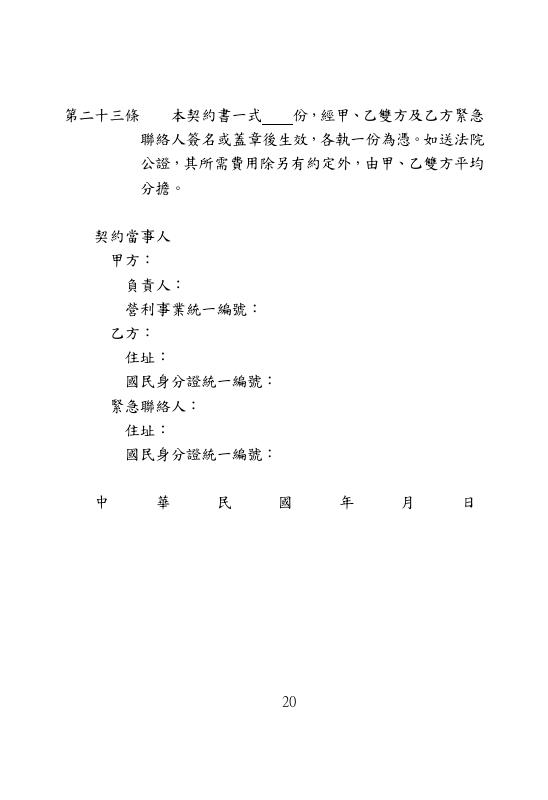 第二十三條　　本契約書一式____份，經甲、乙雙方及乙方緊急
聯絡人簽名或蓋章後生效，各執一份為憑。如送法院
公證，其所需費用除另有約定外，由甲、乙雙方平均
分擔。
契約當事人
甲方：
負責人：
營利事業統一編號：
乙方：
住址：
國民身分證統一編號：
緊急聯絡人：
住址：
國民身分證統一編號：
中　華　民　國　年　月　日
20